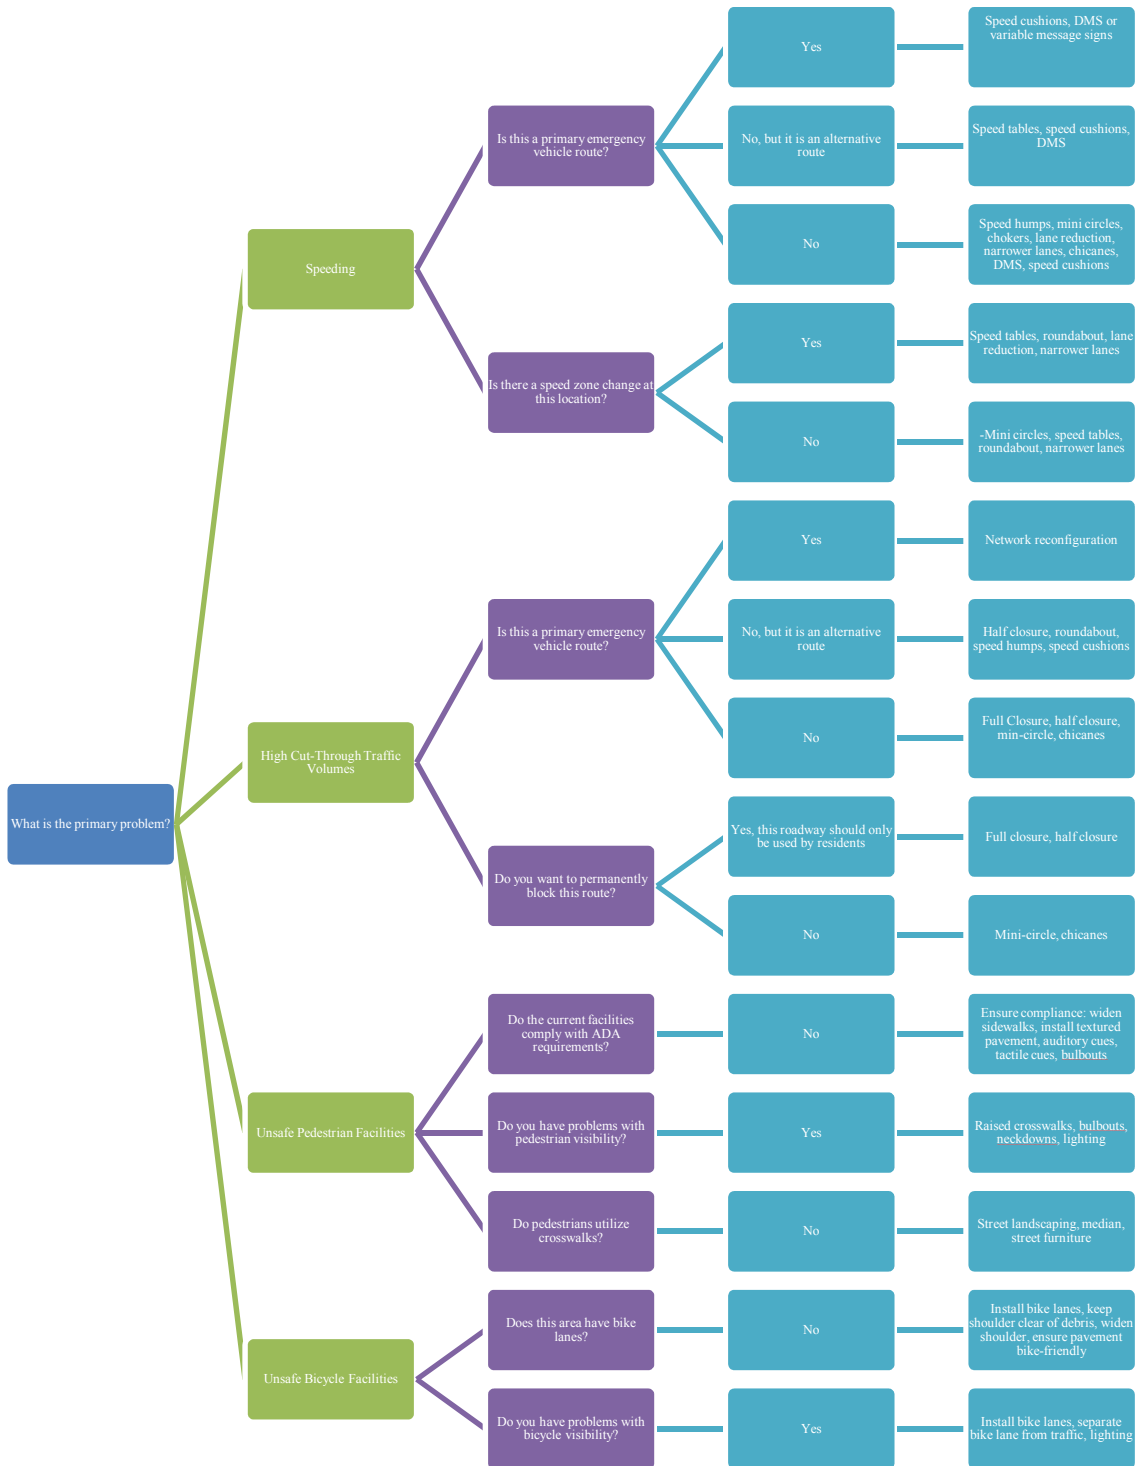 What is the primary problem?
Speeding
Is this a primary emergency
vehicle route?
Yes
Speed cushions, DMS or
variable message signs
No, but it is an alternative
route
Speed tables, speed cushions,
DMS
No
Speed humps, mini circles,
chokers, lane reduction,
narrower lanes, chicanes,
DMS, speed cushions
Is there a speed zone change at
this location?
Yes
Speed tables, roundabout, lane
reduction, narrower lanes
No
-Mini circles, speed tables,
roundabout, narrower lanes
High Cut-Through Traffic
Volumes
Is this a primary emergency
vehicle route?
Yes
Network reconfiguration
No, but it is an alternative
route
Half closure, roundabout,
speed humps, speed cushions
No
Full Closure, half closure,
min-circle, chicanes
Do you want to permanently
block this route?
Yes, this roadway should only
be used by residents
Full closure, half closure
No
Mini-circle, chicanes
Unsafe Pedestrian Facilities
Do the current facilities
comply with ADA
requirements?
No
Ensure compliance: widen
sidewalks, install textured
pavement, auditory cues,
tactile cues, bulbouts
Do you have problems with
pedestrian visibility?
Yes
Raised crosswalks, bulbouts,
neckdowns, lighting
Do pedestrians utilize
crosswalks?
No
Street landscaping, median,
street furniture
Unsafe Bicycle Facilities
Does this area have bike
lanes?
No
Install bike lanes, keep
shoulder clear of debris, widen
shoulder, ensure pavement
bike-friendly
Do you have problems with
bicycle visibility?
Yes
Install bike lanes, separate
bike lane from traffic, lighting